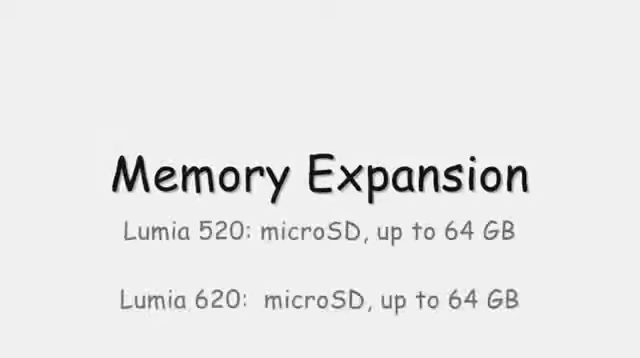 Memory Expansion
Lumia 520: microSD, up to 64 GB
Lumia 620:  microSD, up to 64 GB